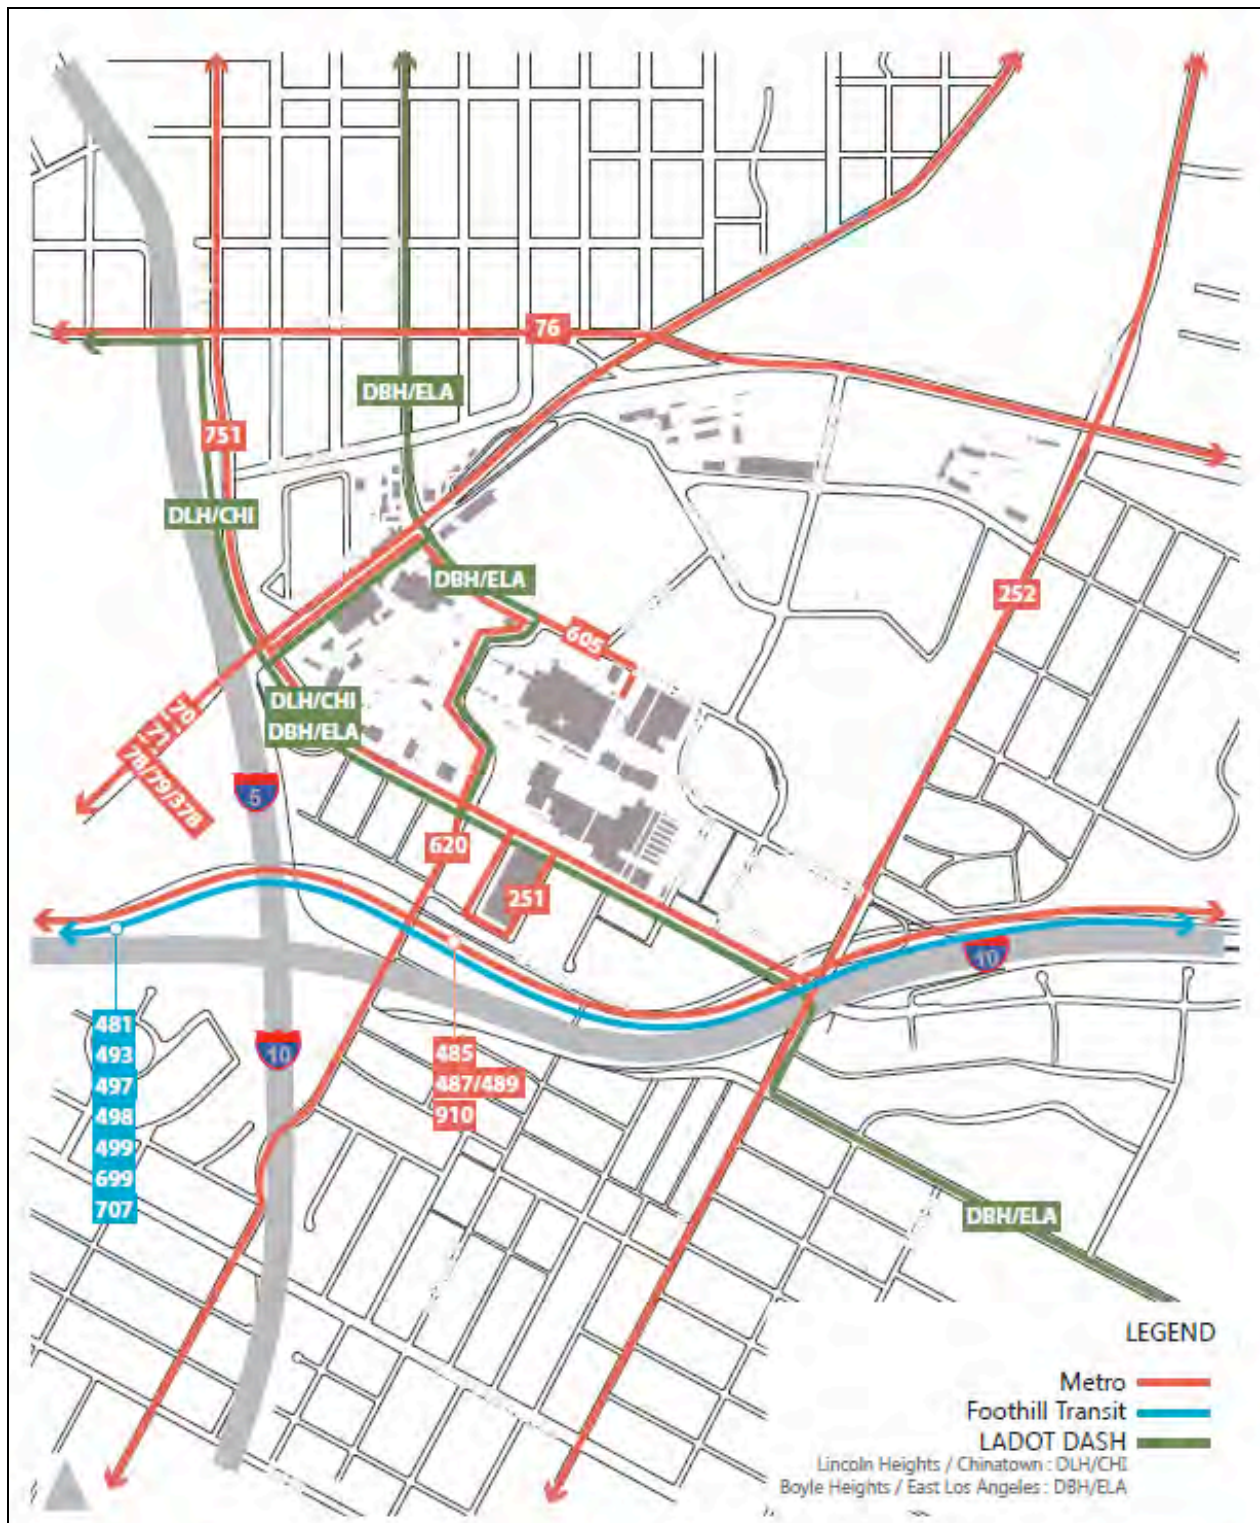 76
DBH/ELA
751
DLH/CHI
DBH/ELA
252
605
DLH/CHI
DBH/ELA
70
71
78/79/378
5
620
251
10
481
493
497
498
499
699
707
10
485
487/489
910
DBH/ELA
LEGEND
Metro
Foothill Transit
LADOT DASH
Lincoln Heights / Chinatown : DLH/CHI
Boyle Heights / East Los Angeles : DBH/ELA